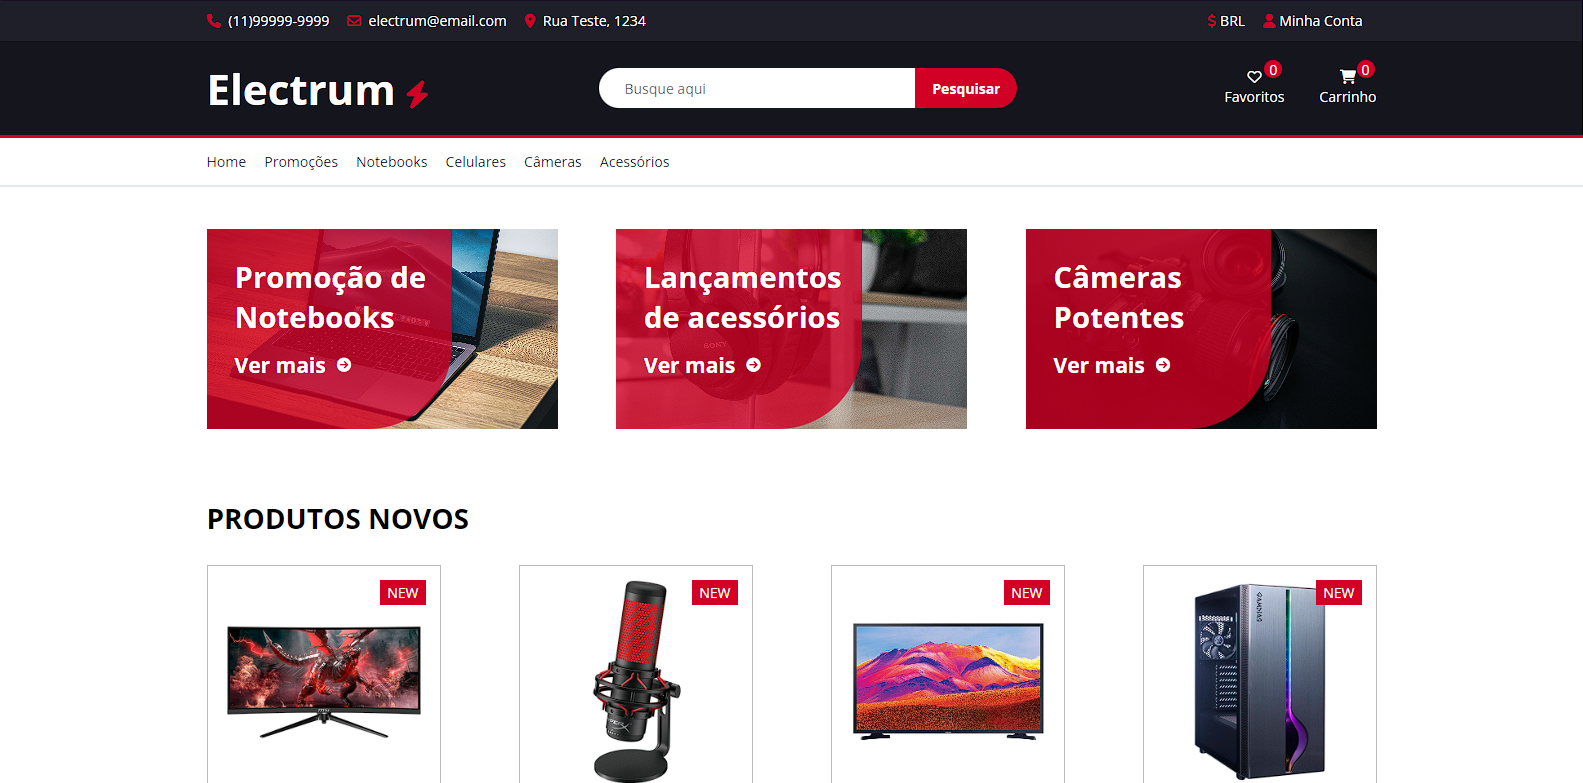 (11)99999-9999 electrum@email.com Rua Teste, 1234 $ BRL Minha Conta
Electrum Busque aqui Pesquisar 0 Favoritos 0 Carrinho
Home Promoções Notebooks Celulares Câmeras Acessórios
Promoção de
Notebooks
Ver mais
Lançamentos
de acessórios
Ver mais
SONY
Câmeras
Potentes
Ver mais
PRODUTOS NOVOS
NEW
NEW
NEW
NEW
GAMDIAS